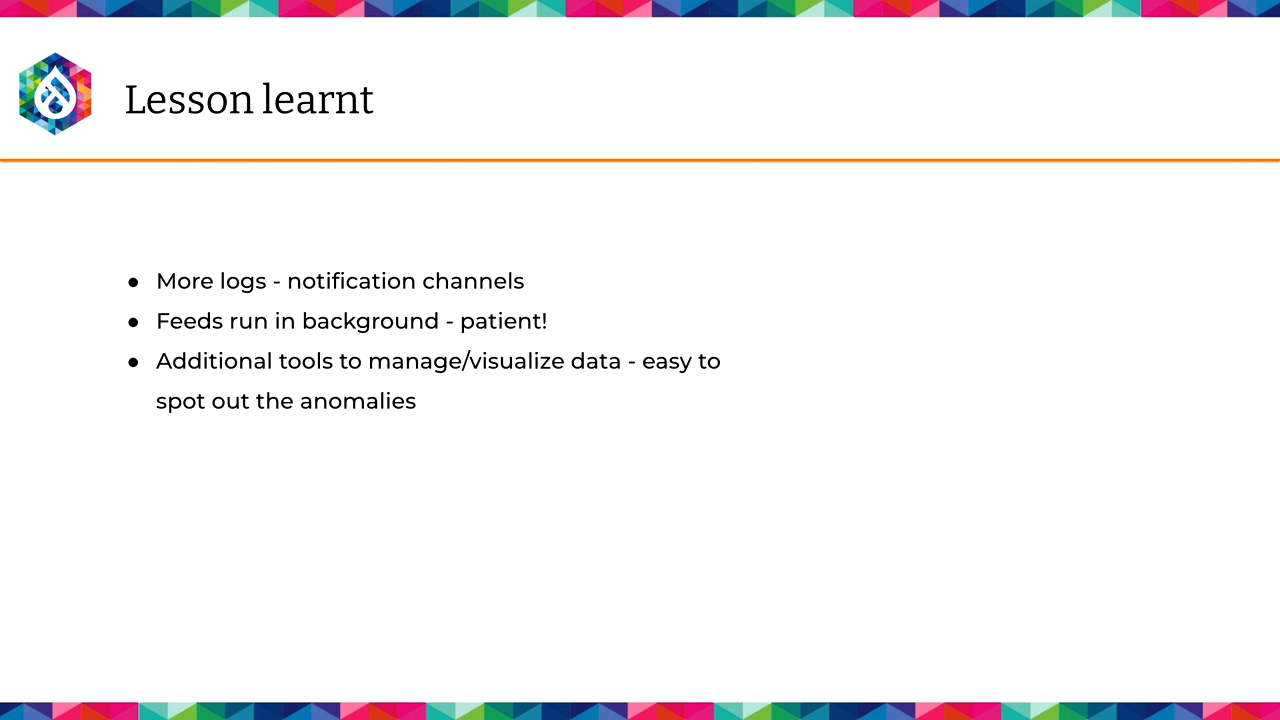 Lesson learnt
● More logs - notification channels
● Feeds run in background - patient!
● Additional tools to manage/visualize data - easy to
spot out the anomalies